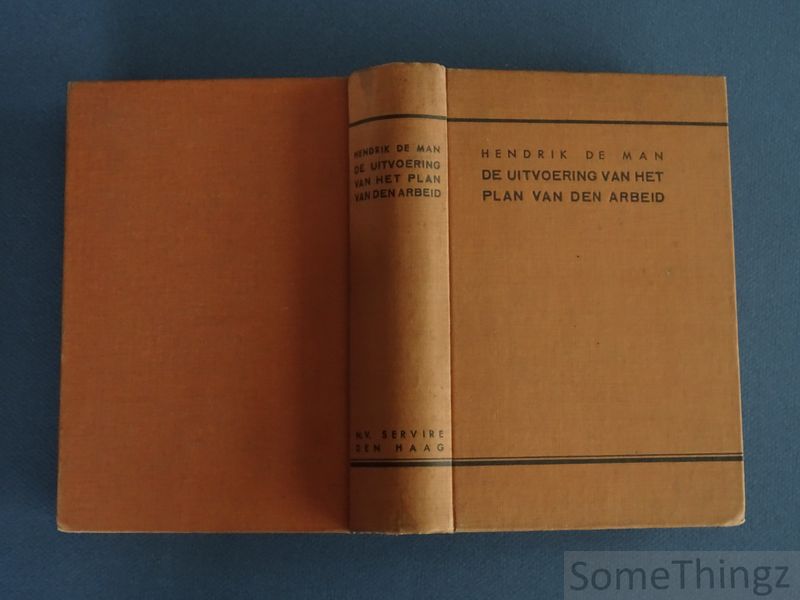 HENDRIK DE MAN
DE UITVOERING
VAN HET PLAN
VAN DEN ARBEID
N.V. SERVIRE
DEN HAAG
HENDRIK DE MAN
DE UITVOERING VAN HET
PLAN VAN DEN ARBEID
SomeThingz